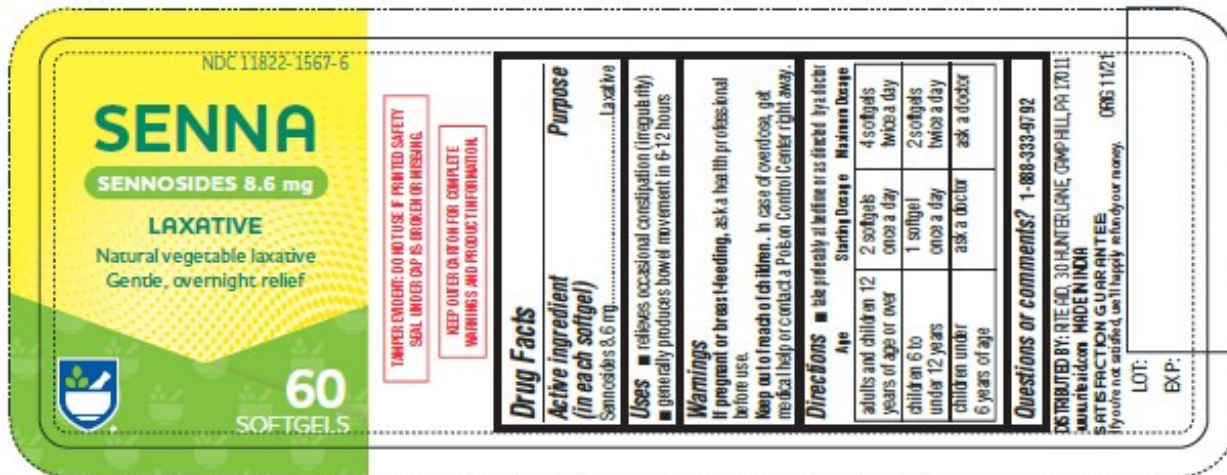 NDC 11822-1567-6
SENNA
SENNOSIDES 8.6 mg
LAXATIVE
Natural vegetable laxative
Gentle, overnight relief
60
SOFTGELS
TAMPER EVIDENT: DO NOT USE IF PRINTED SAFETY
SEAL UNDER CAP IS BROKEN OR MISSING.
KEEP OUTER CARTON FOR COMPLETE
WARNINGS AND PRODUCT INFORMATION.
Drug Facts
Active ingredient Purpose
(in each softgel)
Sennosides 8.6 mg Laxative
Uses ■ relieves occasional constipation (irregularity)
■ generally produces bowel movement in 6-12 hours
Warnings
If pregnant or breast-feeding, ask a health professional
before use.
Keep out of reach of children. In case of overdose, get
medical help or contact a Poison Control Center right away.
Directions ■ take preferably at bedtime or as directed by a doctor
Age Starting Dosage Maximum Dosage
adults and children 12 2 softgels 4 softgels
years of age or over once a day twice a day
children 6 to 1 softgel 2 softgels
under 12 years once a day twice a day
children under ask a doctor ask a doctor
6 years of age
Questions or comments? 1-888-333-9792
DISTRIBUTED BY: RITE AID, 30 HUNTER LANE, CAMP HILL, PA 17011
www.riteaid.com MADE IN INDIA
SATISFACTION GUARANTEE ORG 11/21
If you're not satisfied, we'll happily refund your money.
LOT:
EXP: